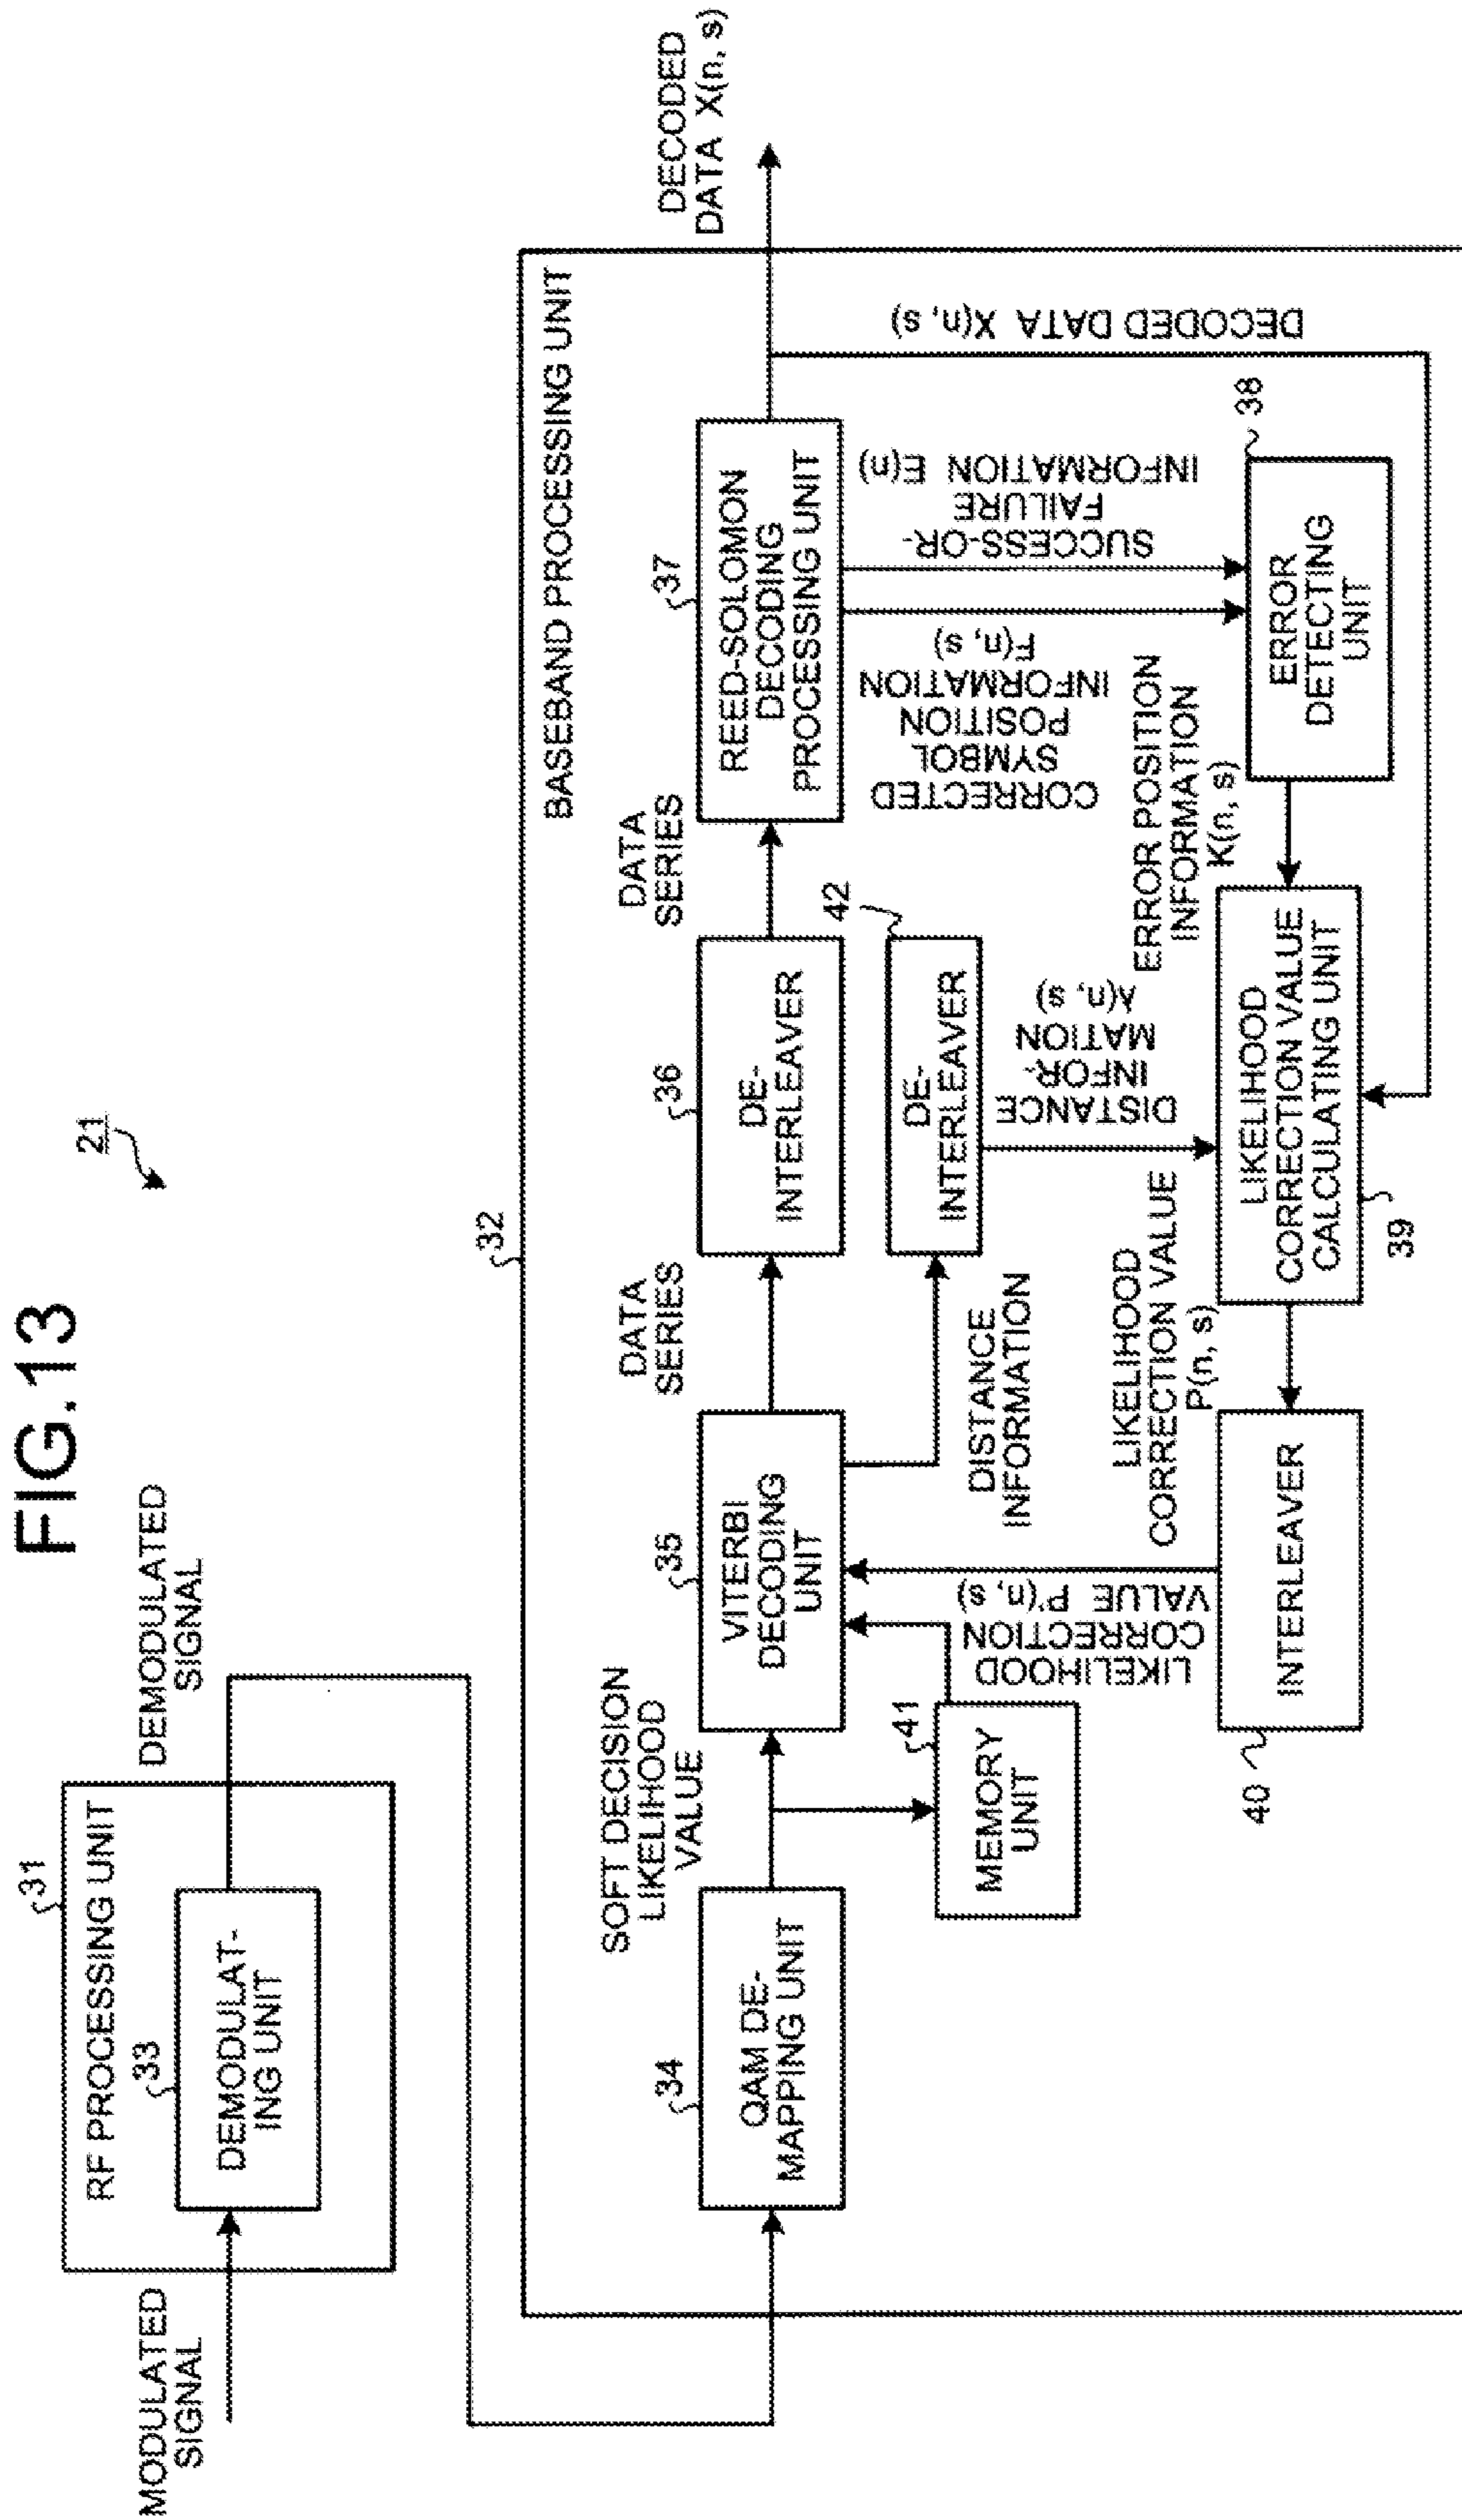 FIG.13
21
MODULATED
SIGNAL
31
RF PROCESSING UNIT
33
DEMODULAT-
ING UNIT
DEMODULATED
SIGNAL
32
BASEBAND PROCESSING UNIT
34
QAM DE-
MAPPING UNIT
SOFT DECISION
LIKELIHOOD
VALUE
35
VITERBI
DECODING
UNIT
DATA
SERIES
36
DE-
INTERLEAVER
DATA
SERIES
37
REED-SOLOMON
DECODING
PROCESSING UNIT
DECODED
DATA X(n, s)
41
MEMORY
UNIT
LIKELIHOOD
CORRECTION
VALUE P'(n, s)
DISTANCE
INFORMATION
42
DE-
INTERLEAVER
DISTANCE
INFOR-
MATION
λ(n, s)
CORRECTED
SYMBOL
POSITION
INFORMATION
F(n, s)
SUCCESS-OR-
FAILURE
INFORMATION E(n)
DECODED DATA X(n, s)
40
INTERLEAVER
LIKELIHOOD
CORRECTION VALUE
P(n, s)
39
LIKELIHOOD
CORRECTION VALUE
CALCULATING UNIT
ERROR POSITION
INFORMATION
K(n, s)
38
ERROR
DETECTING
UNIT